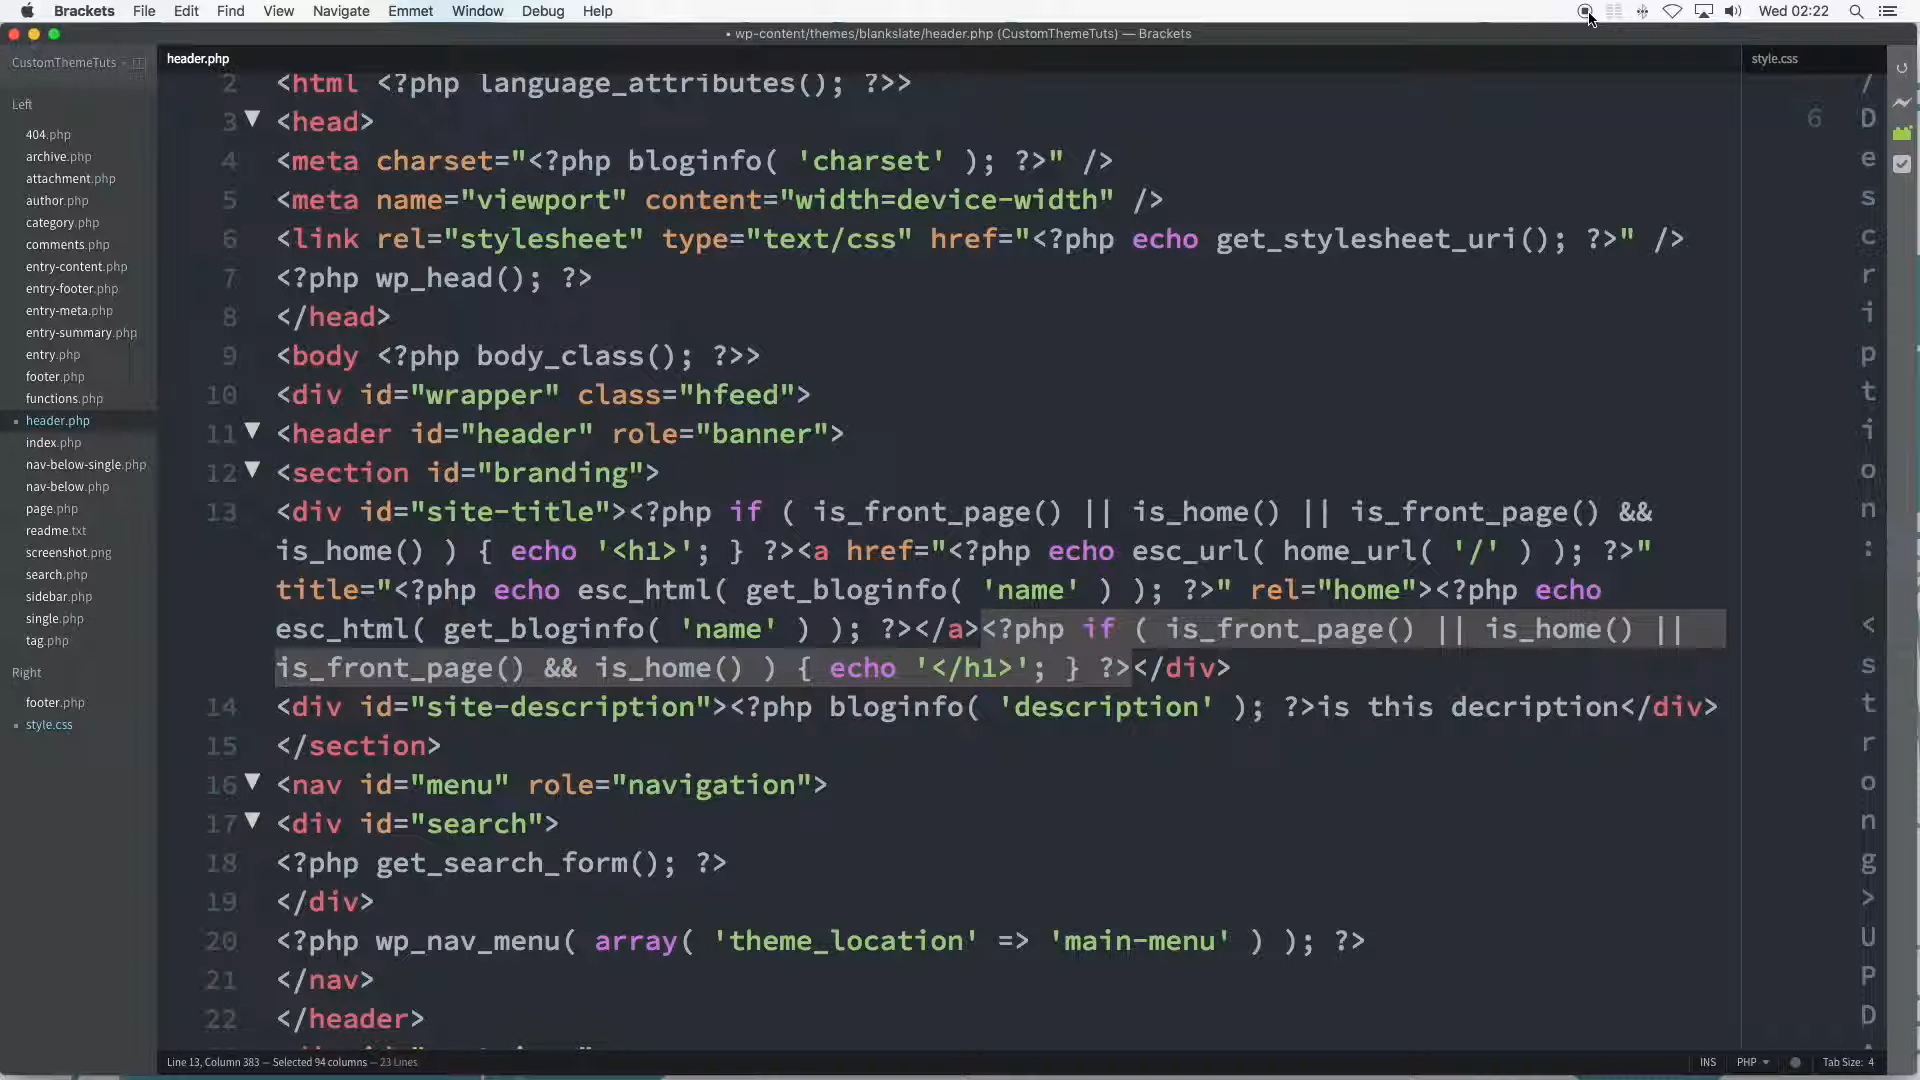 Brackets File Edit Find View Navigate Emmet Window Debug Help Wed 02:22
• wp-content/themes/blankslate/header.php (CustomThemeTuts) — Brackets
CustomThemeTuts
Left
404.php
archive.php
attachment.php
author.php
category.php
comments.php
entry-content.php
entry-footer.php
entry-meta.php
entry-summary.php
entry.php
footer.php
functions.php
header.php
index.php
nav-below-single.php
nav-below.php
page.php
readme.txt
screenshot.png
search.php
sidebar.php
single.php
tag.php
Right
footer.php
style.css
header.php
2 <html <?php language_attributes(); ?>>
3 <head>
4 <meta charset="<?php bloginfo( 'charset' ); ?>" />
5 <meta name="viewport" content="width=device-width" />
6 <link rel="stylesheet" type="text/css" href="<?php echo get_stylesheet_uri(); ?>" />
7 <?php wp_head(); ?>
8 </head>
9 <body <?php body_class(); ?>>
10 <div id="wrapper" class="hfeed">
11 <header id="header" role="banner">
12 <section id="branding">
13 <div id="site-title"><?php if ( is_front_page() || is_home() || is_front_page() &&
is_home() ) { echo '<h1>'; } ?><a href="<?php echo esc_url( home_url( '/' ) ); ?>"
title="<?php echo esc_html( get_bloginfo( 'name' ) ); ?>" rel="home"><?php echo
esc_html( get_bloginfo( 'name' ) ); ?></a><?php if ( is_front_page() || is_home() ||
is_front_page() && is_home() ) { echo '</h1>'; } ?></div>
14 <div id="site-description"><?php bloginfo( 'description' ); ?>is this decription</div>
15 </section>
16 <nav id="menu" role="navigation">
17 <div id="search">
18 <?php get_search_form(); ?>
19 </div>
20 <?php wp_nav_menu( array( 'theme_location' => 'main-menu' ) ); ?>
21 </nav>
22 </header>
style.css
/
6 D
e
s
c
r
i
p
t
i
o
n
:
<
s
t
r
o
n
g
>
U
P
D
Line 13, Column 383 — Selected 94 columns — 23 Lines
INS PHP Tab Size: 4